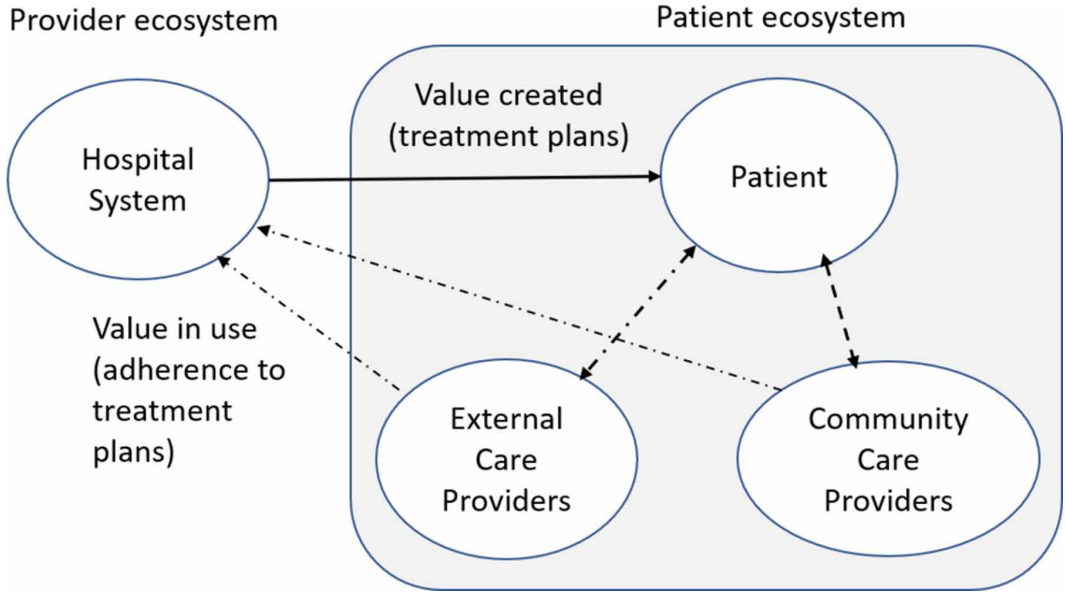 Provider ecosystem
Patient ecosystem
Value created
(treatment plans)
Hospital
System
Patient
Value in use
(adherence to
treatment
plans)
External
Care
Providers
Community
Care
Providers